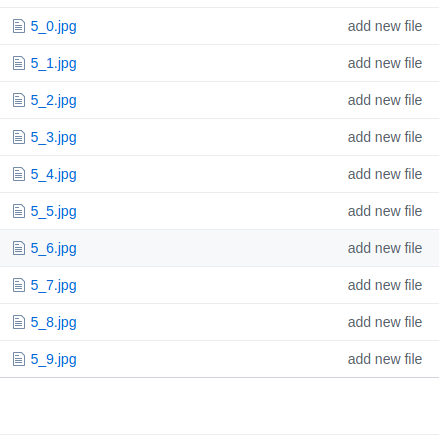 5_0.jpg add new file
5_1.jpg add new file
5_2.jpg add new file
5_3.jpg add new file
5_4.jpg add new file
5_5.jpg add new file
5_6.jpg add new file
5_7.jpg add new file
5_8.jpg add new file
5_9.jpg add new file